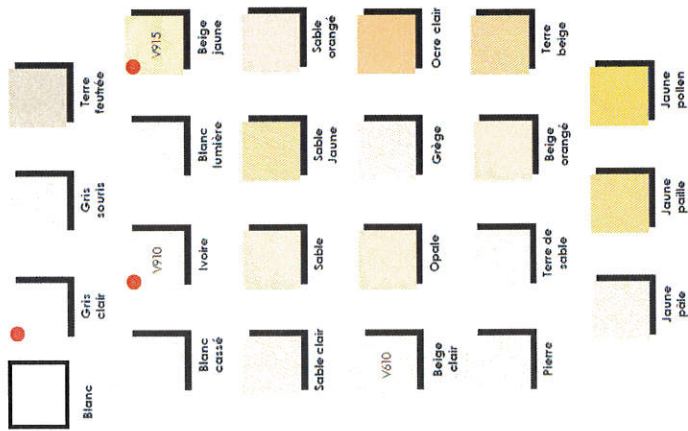 Blanc
Gris
clair
Gris
souris
Terre
feutrée
Blanc
cassé
V910
Ivoire
Blanc
lumière
V915
Beige
jaune
Sable clair
Sable
Sable
Jaune
Sable
orangé
V610
Beige
clair
Opale
Grège
Ocre clair
Pierre
Terre de
sable
Beige
orangé
Terre
beige
Jaune
pâle
Jaune
paille
Jaune
pollen